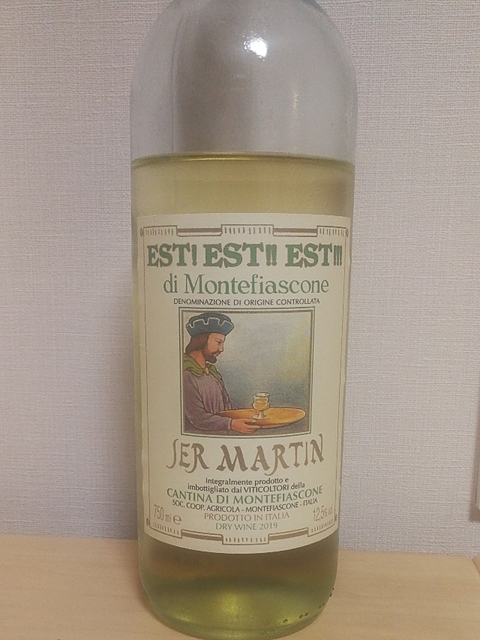 EST! EST!! EST!!!
di Montefiascone
DENOMINAZIONE DI ORIGINE CONTROLLATA
SER MARTIN
integralmente prodotto e
imbottigliato dai VITICOLTORI della
CANTINA DI MONTEFIASCONE
SOC. COOP. AGRICOLA - MONTEFIASCONE - ITALIA
750 ml e PRODOTTO IN ITALIA 12,5% vol
DRY WINE 2019